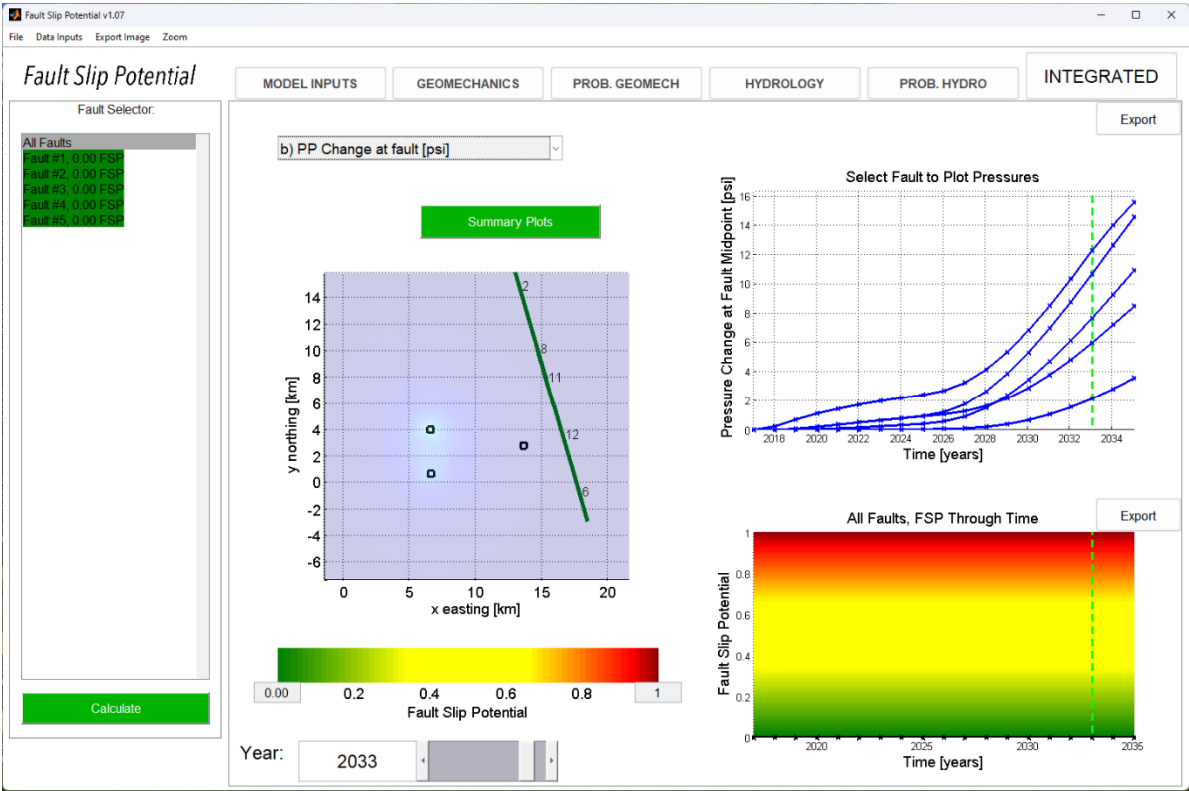 Fault Slip Potential v1.07
File Data Inputs Export Image Zoom
Fault Slip Potential
MODEL INPUTS
GEOMECHANICS
PROB. GEOMECH
HYDROLOGY
PROB. HYDRO
INTEGRATED
Fault Selector:
All Faults
Fault #1, 0.00 FSP
Fault #2, 0.00 FSP
Fault #3, 0.00 FSP
Fault #4, 0.00 FSP
Fault #5, 0.00 FSP
Calculate
b) PP Change at fault [psi]
Summary Plots
14
12
10
8
6
4
2
0
-2
-4
-6
y northing [km]
2
8
11
12
6
0 5 10 15 20
x easting [km]
0.00 0.2 0.4 0.6 0.8 1
Fault Slip Potential
Year: 2033
Export
Select Fault to Plot Pressures
Pressure Change at Fault Midpoint [psi]
16
14
12
10
8
6
4
2
0
2018 2020 2022 2024 2026 2028 2030 2032 2034
Time [years]
Export
All Faults, FSP Through Time
Fault Slip Potential
1
0.8
0.6
0.4
0.2
0
2020 2025 2030 2035
Time [years]